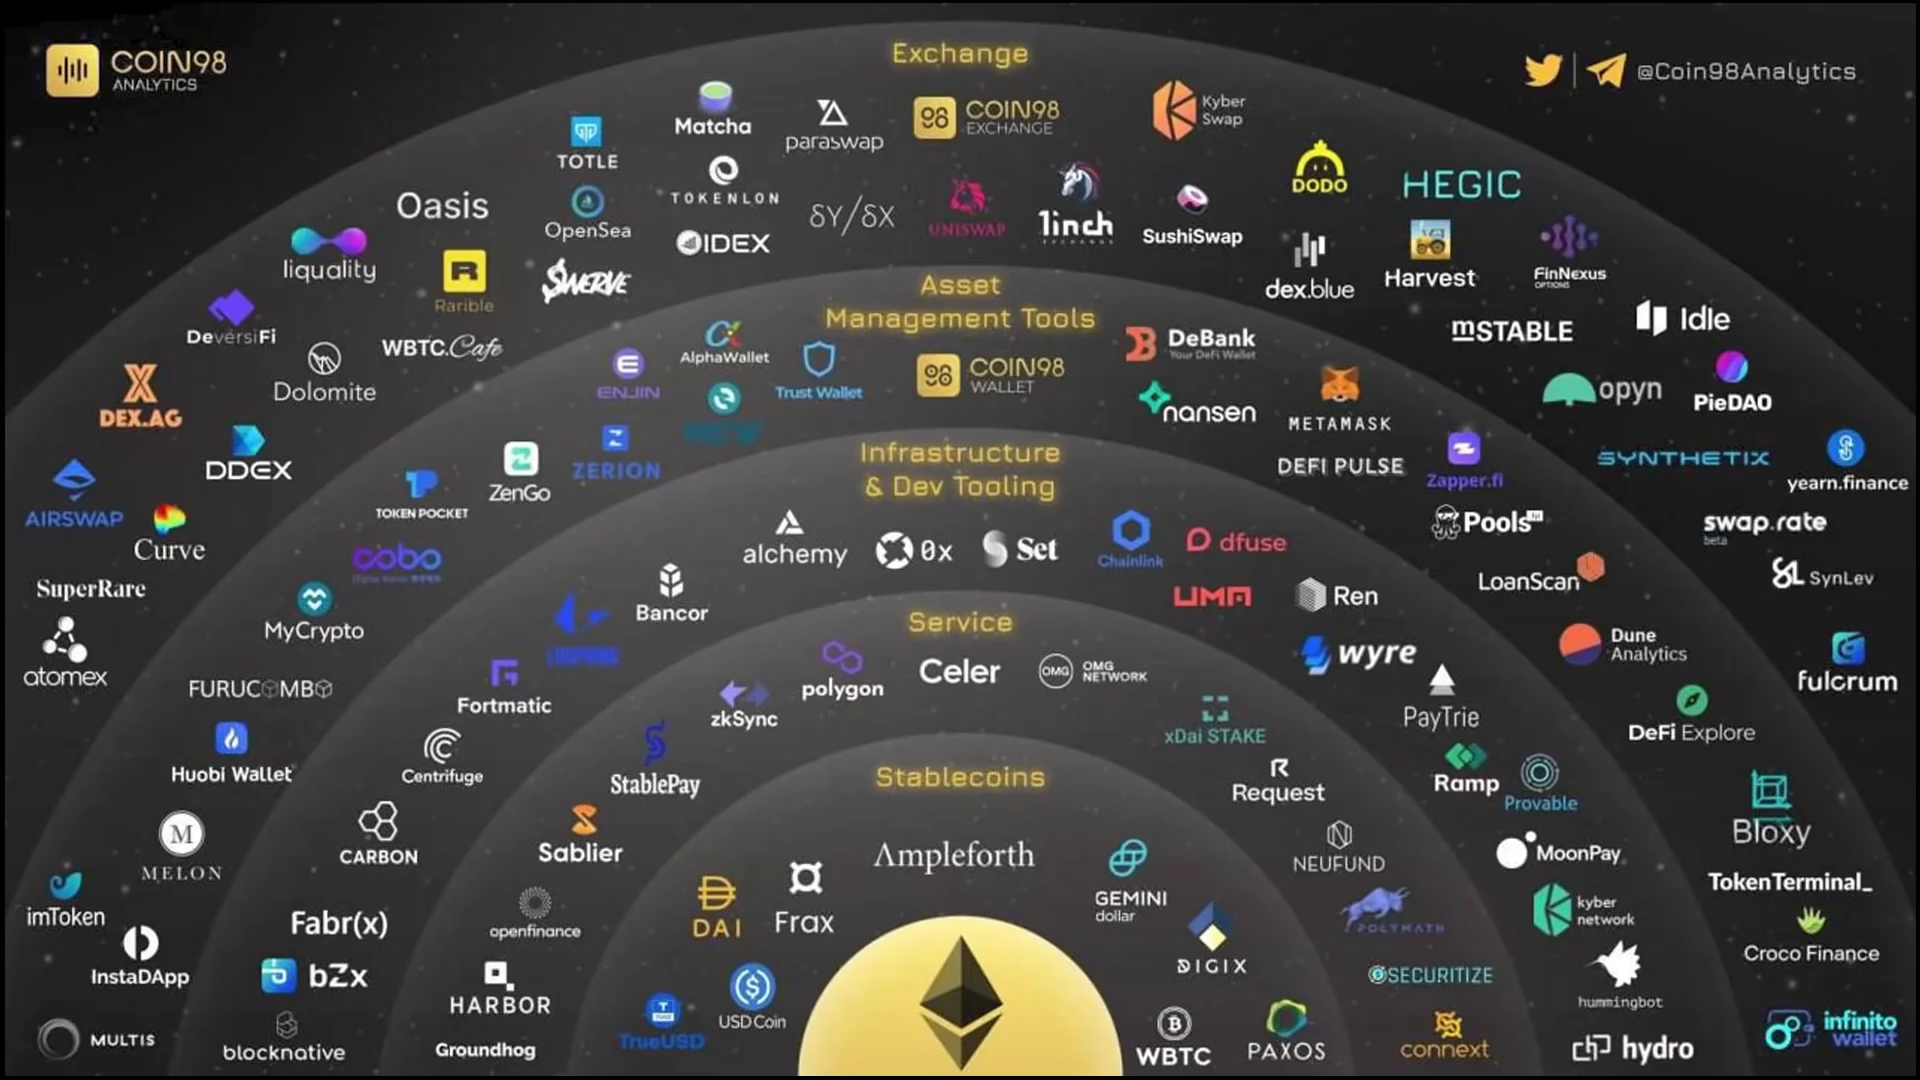 COIN98
ANALYTICS
@Coin98Analytics
Exchange
Matcha
paraswap
COIN98
EXCHANGE
Kyber
Swap
TOTLE
TOKENLON
DODO
HEGIC
Oasis
OpenSea
IDEX
δY/δX
UNISWAP
1inch
EXCHANGE
SushiSwap
liquality
R
Rarible
SWERVE
dex.blue
Harvest
FinNexus
OPTIONS
DeversiFi
Dolomite
WBTC.Cafe
mSTABLE
Idle
DEX.AG
DDEX
opyn
PieDAO
AIRSWAP
Curve
SYNTHETIX
yearn.finance
SuperRare
swap.rate
beta
SynLev
atomex
fulcrum
Asset
Management Tools
AlphaWallet
ENJIN
Trust Wallet
COIN98
WALLET
DeBank
Your DeFi Wallet
nansen
METAMASK
ZERION
ZenGo
DEFI PULSE
Zapper.fi
TOKEN POCKET
Pools
cobo
LoanScan
MyCrypto
Dune
Analytics
FURUCOMBO
DeFi Explore
Huobi Wallet
Bloxy
M
MELON
TokenTerminal_
imToken
Croco Finance
InstaDApp
MULTIS
infinito
wallet
Infrastructure
& Dev Tooling
alchemy
0x
Set
Chainlink
dfuse
Bancor
UMA
Ren
wyre
Fortmatic
PayTrie
Centrifuge
Ramp
Provable
CARBON
MoonPay
Fabr(x)
kyber
network
bZx
hummingbot
blocknative
hydro
Service
zkSync
polygon
Celer
OMG
OMG
NETWORK
xDai STAKE
StablePay
Request
Sablier
NEUFUND
openfinance
POLYMATH
HARBOR
SECURITIZE
Groundhog
connext
Stablecoins
Ampleforth
DAI
Frax
GEMINI
dollar
DIGIX
TrueUSD
USD Coin
WBTC
PAXOS